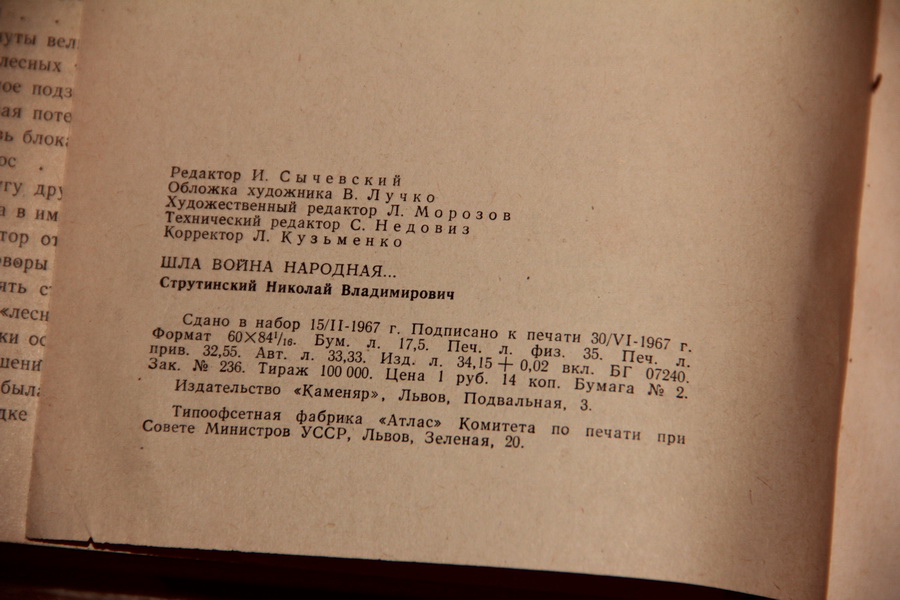 Редактор И. Сычевский
Обложка художника В. Лучко
Художественный редактор Л. Морозов
Технический редактор С. Недовиз
Корректор Л. Кузьменко
ШЛА ВОЙНА НАРОДНАЯ...
Струтинский Николай Владимирович
Сдано в набор 15/II-1967 г. Подписано к печати 30/VI-1967 г.
Формат 60×84¹/₁₆. Бум. л. 17,5. Печ. л. физ. 35. Печ. л.
прив. 32,55. Авт. л. 33,33. Изд. л. 34,15+0,02 вкл. БГ 07240.
Зак. № 236. Тираж 100 000. Цена 1 руб. 14 коп. Бумага № 2.
Издательство «Каменяр», Львов, Подвальная, 3.
Типоофсетная фабрика «Атлас» Комитета по печати при
Совете Министров УССР, Львов, Зеленая, 20.